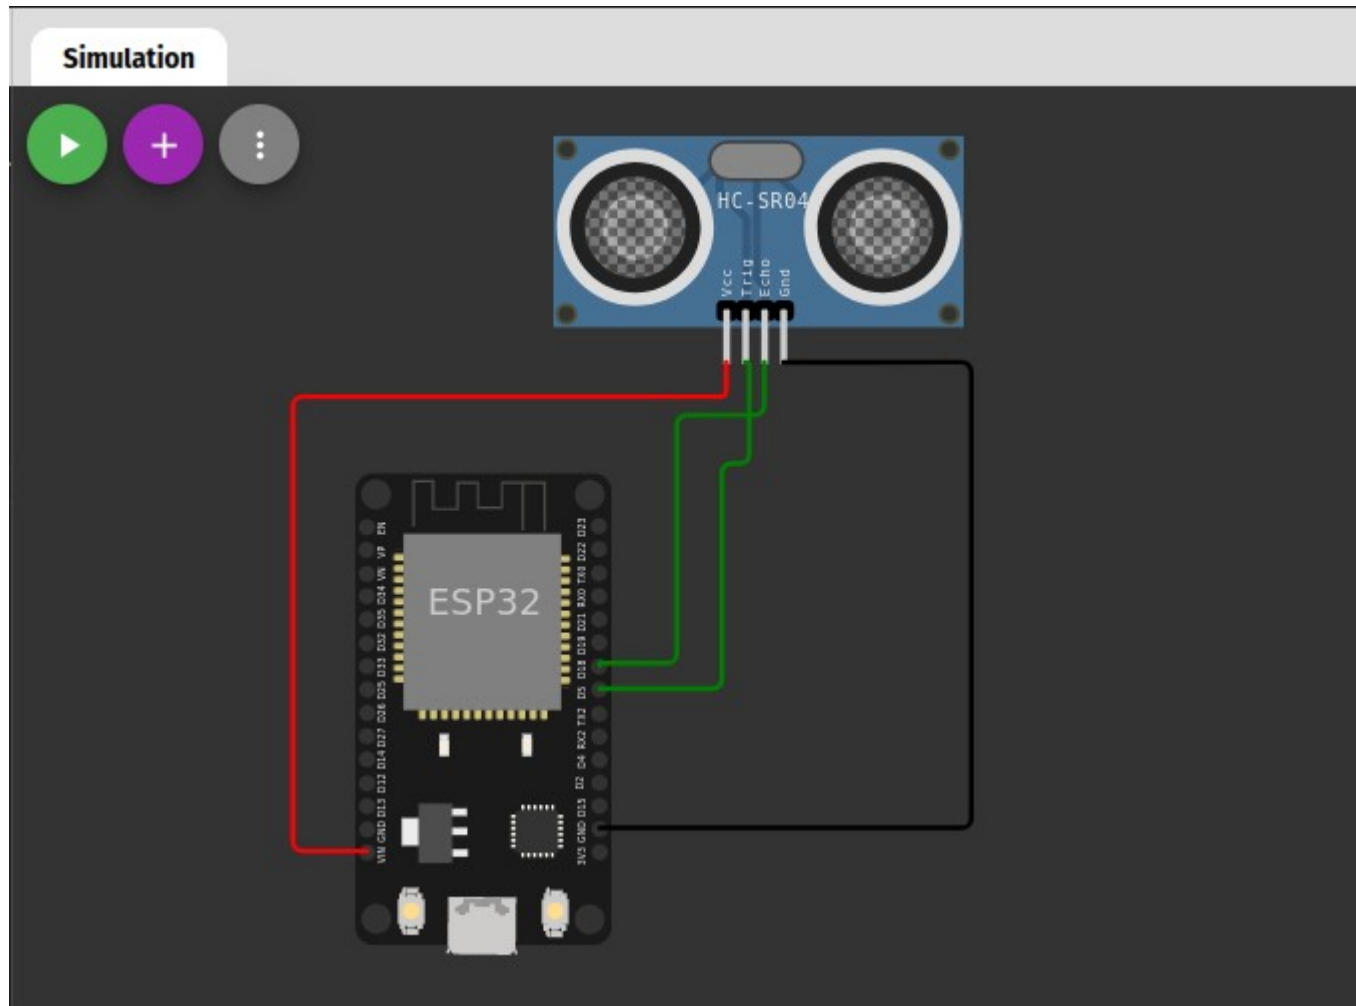 Simulation
HC-SR04
Vcc
Trig
Echo
Gnd
ESP32
EN
VP
VN
D34
D35
D32
D33
D25
D26
D27
D14
D12
D13
GND
VIN
D23
D22
TX0
RX0
D21
D19
D18
D5
TX2
RX2
D4
D2
D15
GND
3V3